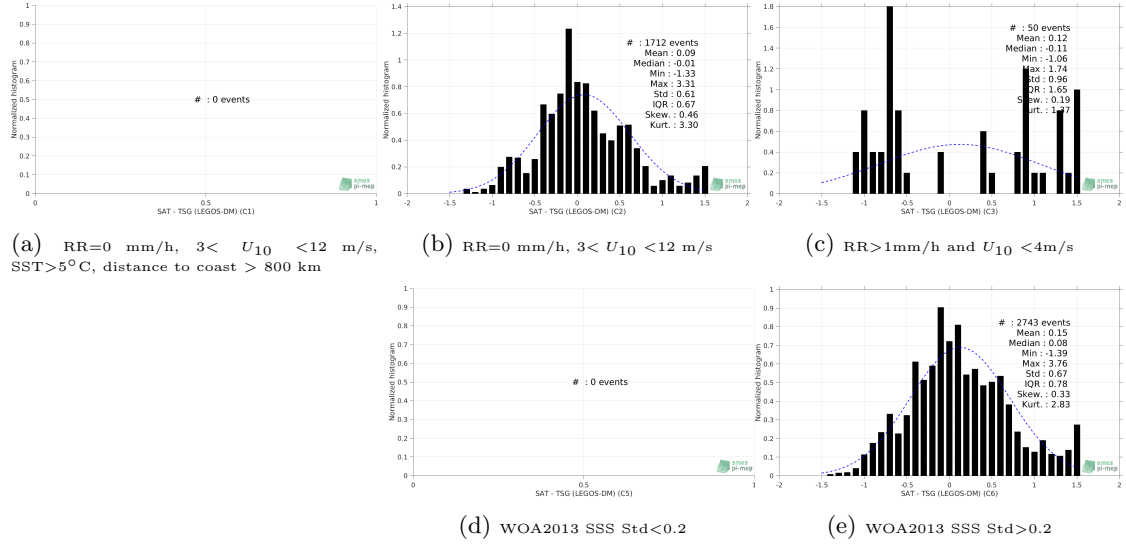 Normalized histogram
1
0.9
0.8
0.7
0.6
0.5
0.4
0.3
0.2
0.1
0
# : 0 events
smos
pi-mep
0 0.5 1
SAT - TSG (LEGOS-DM) (C1)
(a) RR=0 mm/h, 3< U10 <12 m/s,
SST>5°C, distance to coast > 800 km
Normalized histogram
1.4
1.2
1
0.8
0.6
0.4
0.2
0
# : 1712 events
Mean : 0.09
Median : -0.01
Min : -1.33
Max : 3.31
Std : 0.61
IQR : 0.67
Skew. : 0.46
Kurt. : 3.30
smos
pi-mep
-2 -1.5 -1 -0.5 0 0.5 1 1.5 2
SAT - TSG (LEGOS-DM) (C2)
(b) RR=0 mm/h, 3< U10 <12 m/s
Normalized histogram
1.8
1.6
1.4
1.2
1
0.8
0.6
0.4
0.2
0
# : 50 events
Mean : 0.12
Median : -0.11
Min : -1.06
Max : 1.74
Std : 0.96
IQR : 1.65
Skew. : 0.19
Kurt. : 1.37
smos
pi-mep
-2 -1.5 -1 -0.5 0 0.5 1 1.5 2
SAT - TSG (LEGOS-DM) (C3)
(c) RR>1mm/h and U10 <4m/s
Normalized histogram
1
0.9
0.8
0.7
0.6
0.5
0.4
0.3
0.2
0.1
0
# : 0 events
smos
pi-mep
0 0.5 1
SAT - TSG (LEGOS-DM) (C5)
(d) WOA2013 SSS Std<0.2
Normalized histogram
1
0.9
0.8
0.7
0.6
0.5
0.4
0.3
0.2
0.1
0
# : 2743 events
Mean : 0.15
Median : 0.08
Min : -1.39
Max : 3.76
Std : 0.67
IQR : 0.78
Skew. : 0.33
Kurt. : 2.83
smos
pi-mep
-2 -1.5 -1 -0.5 0 0.5 1 1.5 2
SAT - TSG (LEGOS-DM) (C6)
(e) WOA2013 SSS Std>0.2